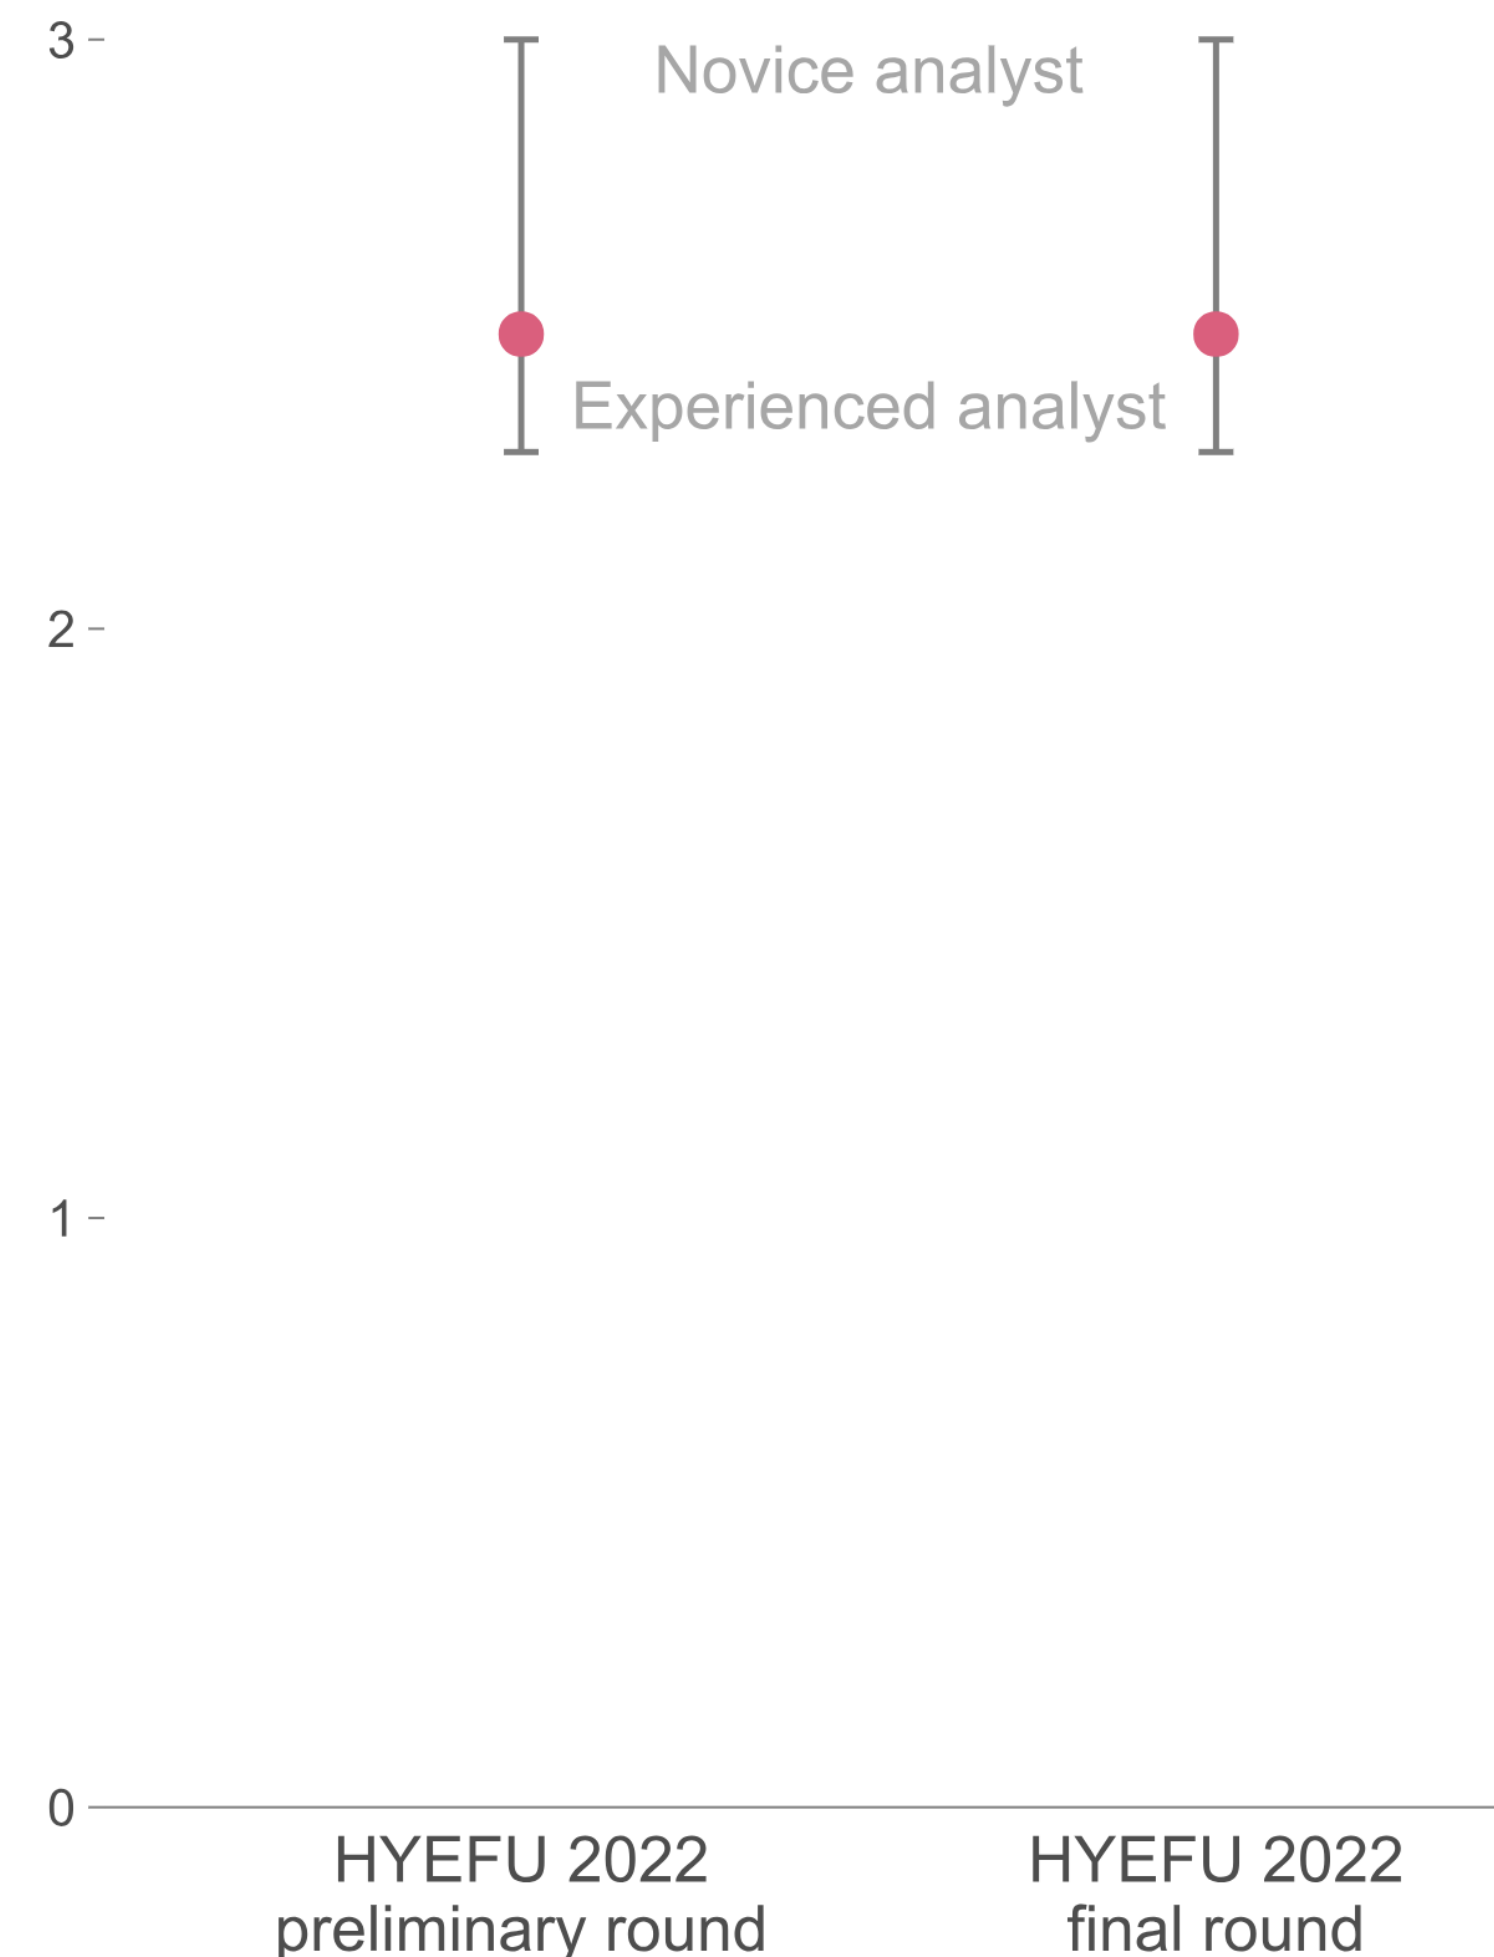 3
Novice analyst
Experienced analyst
2
1
0
HYEFU 2022
preliminary round
HYEFU 2022
final round